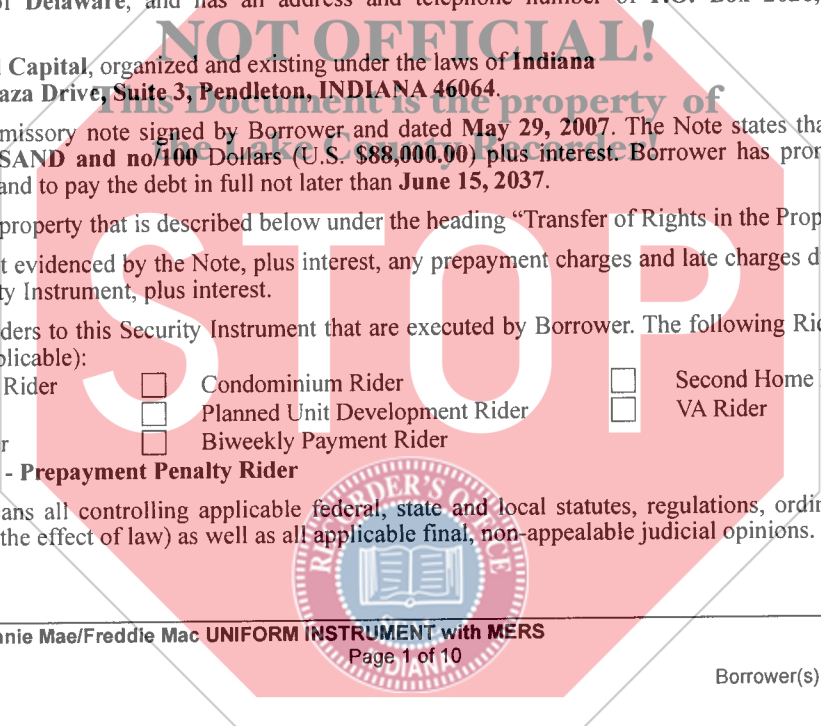 of Delaware, and has an address and telephone number of P.O. Box 2026,
NOT OFFICIAL!
Capital, organized and existing under the laws of Indiana
aza Drive, Suite 3, Pendleton, INDIANA 46064.
This Document is the property of
missory note signed by Borrower and dated May 29, 2007. The Note states tha
the Lake County Recorder!
SAND and no/100 Dollars (U.S. $88,000.00) plus interest. Borrower has pro
and to pay the debt in full not later than June 15, 2037.
property that is described below under the heading “Transfer of Rights in the Prop
t evidenced by the Note, plus interest, any prepayment charges and late charges d
ty Instrument, plus interest.
STOP
ders to this Security Instrument that are executed by Borrower. The following Ri
plicable):
Rider Condominium Rider Second Home
Planned Unit Development Rider VA Rider
r Biweekly Payment Rider
- Prepayment Penalty Rider
ans all controlling applicable federal, state and local statutes, regulations, ordin
the effect of law) as well as all applicable final, non-appealable judicial opinions.
RECORDER'S OFFICE
SEAL
INDIANA
nnie Mae/Freddie Mac UNIFORM INSTRUMENT with MERS
Page 1 of 10
Borrower(s)